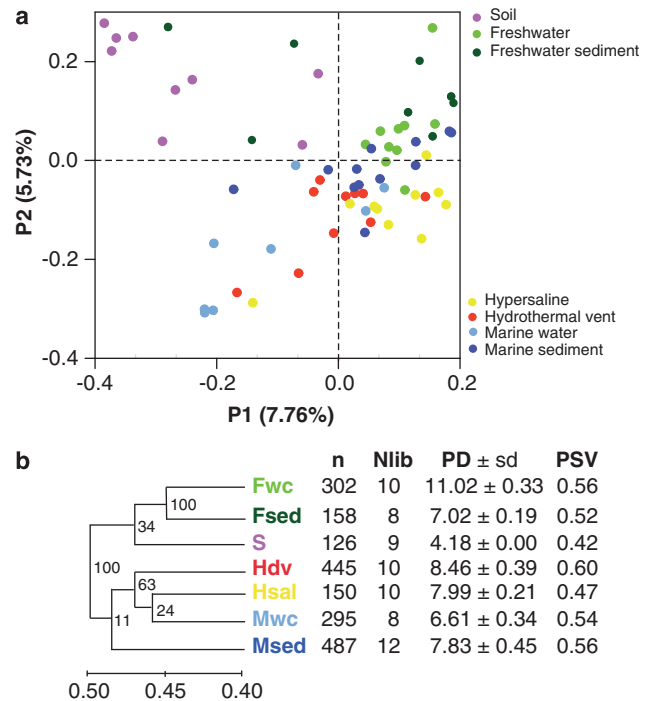 a
Soil
Freshwater
Freshwater sediment
0.2
0.0
-0.2
-0.4
P2 (5.73%)
Hypersaline
Hydrothermal vent
Marine water
Marine sediment
-0.4 -0.2 0.0 0.2
P1 (7.76%)
b
n Nlib PD ± sd PSV
Fwc 302 10 11.02 ± 0.33 0.56
100
Fsed 158 8 7.02 ± 0.19 0.52
34
S 126 9 4.18 ± 0.00 0.42
100
Hdv 445 10 8.46 ± 0.39 0.60
63
Hsal 150 10 7.99 ± 0.21 0.47
24
11
Mwc 295 8 6.61 ± 0.34 0.54
Msed 487 12 7.83 ± 0.45 0.56
0.50 0.45 0.40